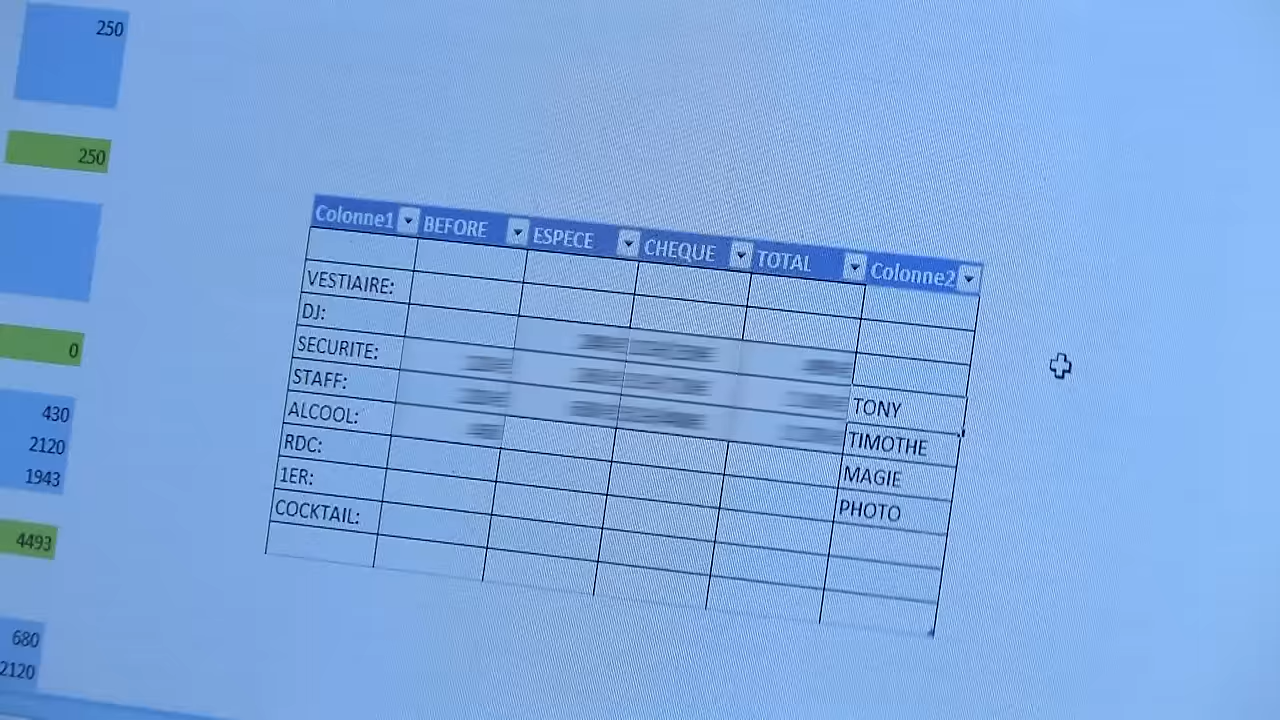 250
250
0
430
2120
1943
4493
680
2120
Colonne1 BEFORE ESPECE CHEQUE TOTAL Colonne2
VESTIAIRE:
DJ:
SECURITE:
STAFF: TONY
ALCOOL: TIMOTHE
RDC: MAGIE
1ER: PHOTO
COCKTAIL: